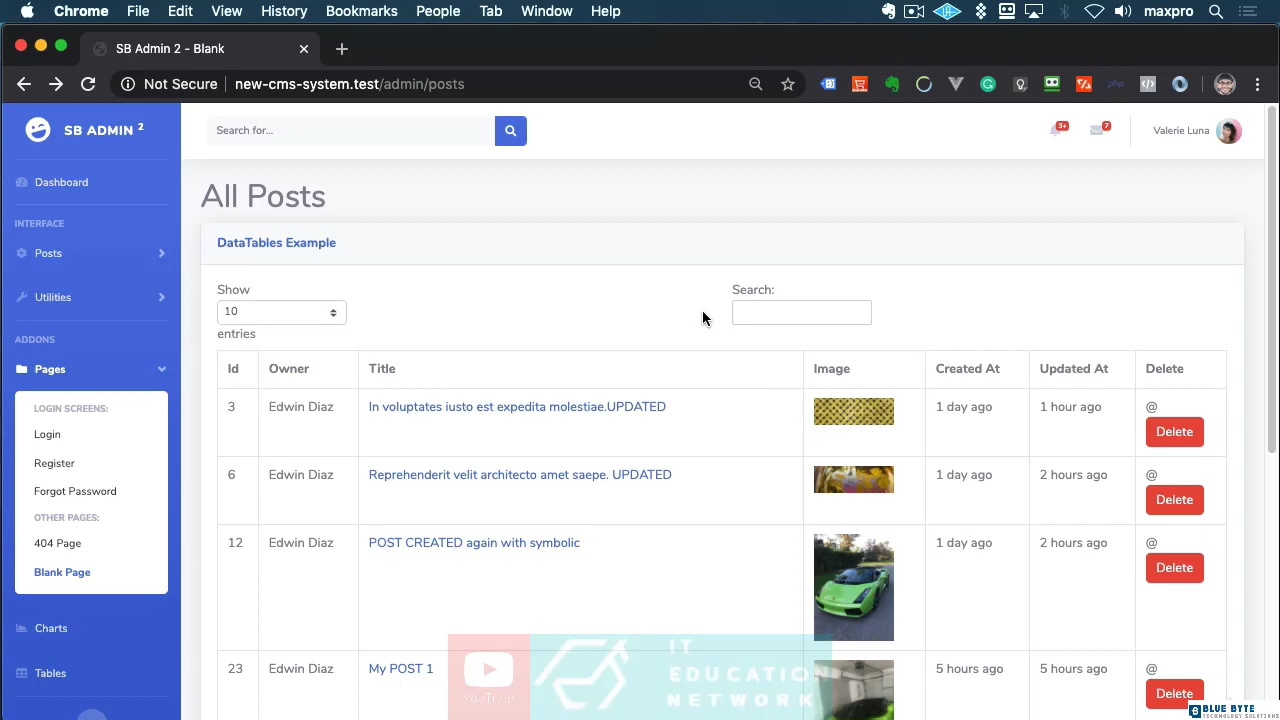 Chrome File Edit View History Bookmarks People Tab Window Help maxpro
SB Admin 2 - Blank
Not Secure new-cms-system.test/admin/posts
SB ADMIN 2
Search for...
3+ 7 Valerie Luna
Dashboard
INTERFACE
Posts
Utilities
ADDONS
Pages
LOGIN SCREENS:
Login
Register
Forgot Password
OTHER PAGES:
404 Page
Blank Page
Charts
Tables
All Posts
DataTables Example
Show
10
entries
Search:
Id Owner Title Image Created At Updated At Delete
3 Edwin Diaz In voluptates iusto est expedita molestiae.UPDATED 1 day ago 1 hour ago @
Delete
6 Edwin Diaz Reprehenderit velit architecto amet saepe. UPDATED 1 day ago 2 hours ago @
Delete
12 Edwin Diaz POST CREATED again with symbolic 1 day ago 2 hours ago @
Delete
23 Edwin Diaz My POST 1 5 hours ago 5 hours ago @
Delete
YouTube
IT
EDUCATION
NETWORK
BLUE BYTE
TECHNOLOGY SOLUTIONS